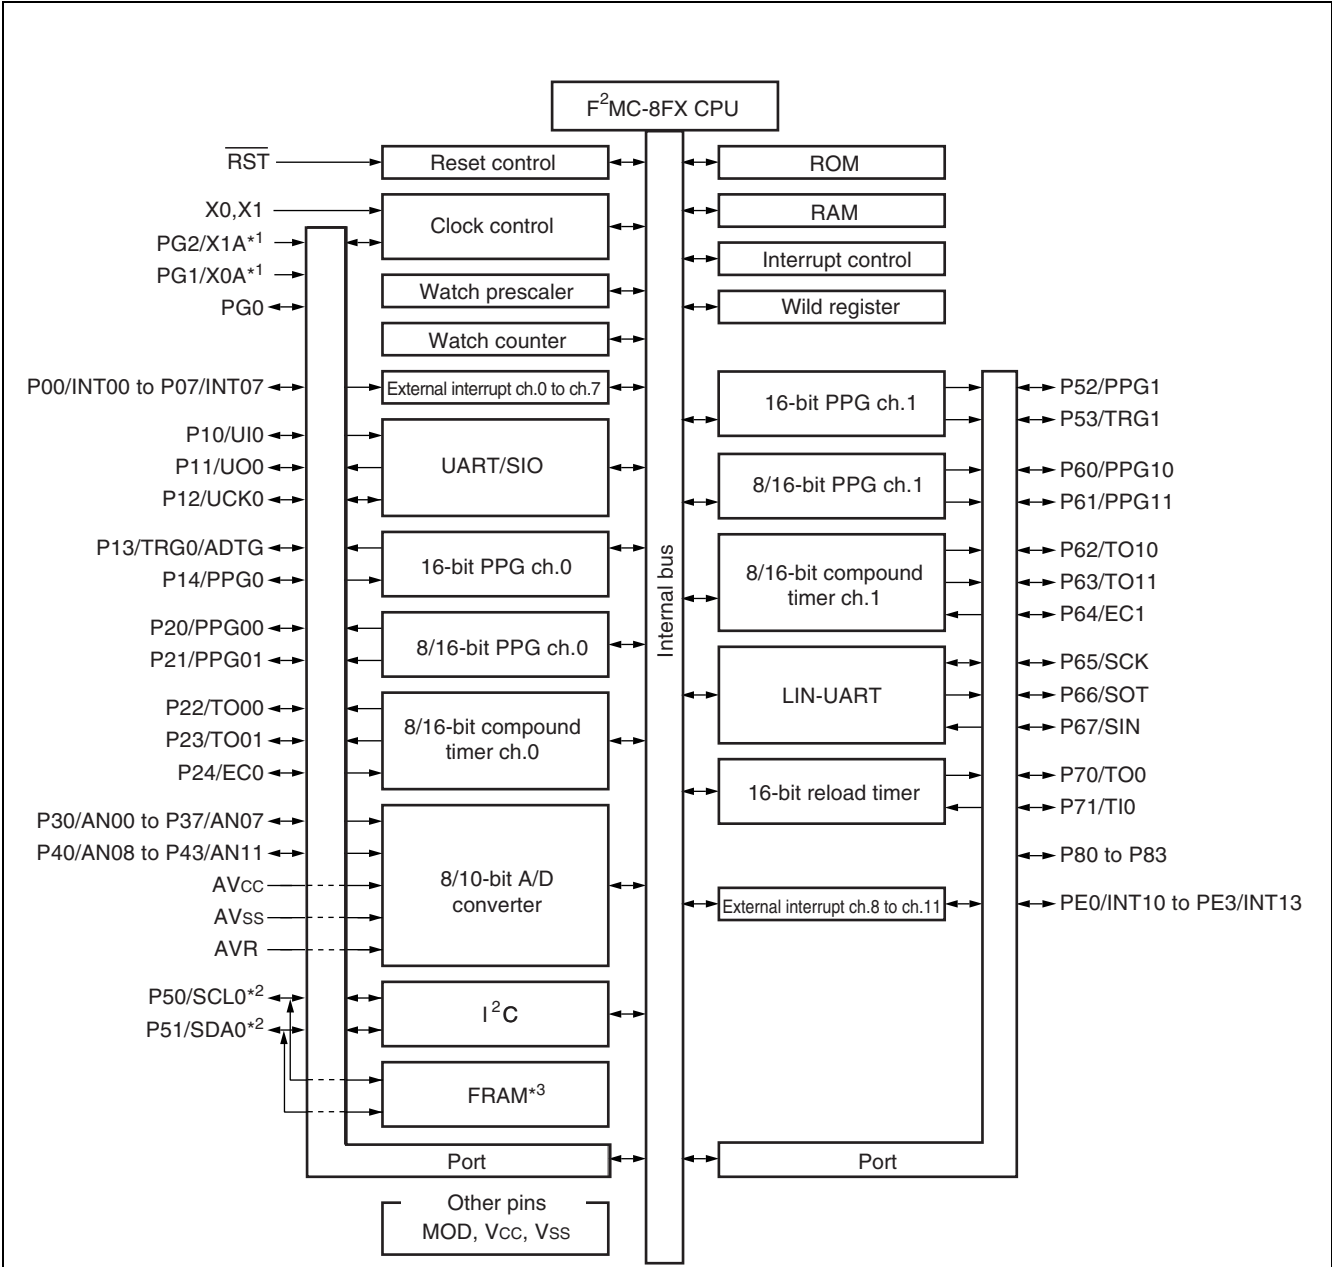 F²MC-8FX CPU
RST
Reset control
ROM
X0,X1
Clock control
RAM
PG2/X1A*1
PG1/X0A*1
Interrupt control
PG0
Watch prescaler
Wild register
Watch counter
P00/INT00 to P07/INT07
External interrupt ch.0 to ch.7
16-bit PPG ch.1
P52/PPG1
P53/TRG1
P10/UI0
P11/UO0
P12/UCK0
UART/SIO
8/16-bit PPG ch.1
P60/PPG10
P61/PPG11
P13/TRG0/ADTG
P14/PPG0
16-bit PPG ch.0
Internal bus
8/16-bit compound
timer ch.1
P62/TO10
P63/TO11
P64/EC1
P20/PPG00
P21/PPG01
8/16-bit PPG ch.0
LIN-UART
P65/SCK
P66/SOT
P67/SIN
P22/TO00
P23/TO01
P24/EC0
8/16-bit compound
timer ch.0
16-bit reload timer
P70/TO0
P71/TI0
P30/AN00 to P37/AN07
P40/AN08 to P43/AN11
AVCC
AVSS
AVR
8/10-bit A/D
converter
P80 to P83
External interrupt ch.8 to ch.11
PE0/INT10 to PE3/INT13
P50/SCL0*2
P51/SDA0*2
I²C
FRAM*3
Port
Port
Other pins
MOD, VCC, VSS